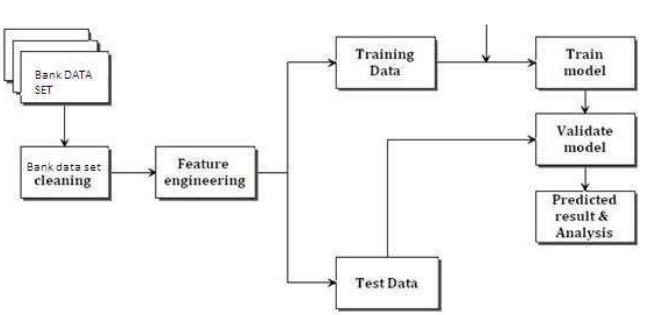 Bank DATA
SET
Bank data set
cleaning
Feature
engineering
Training
Data
Test Data
Train
model
Validate
model
Predicted
result &
Analysis